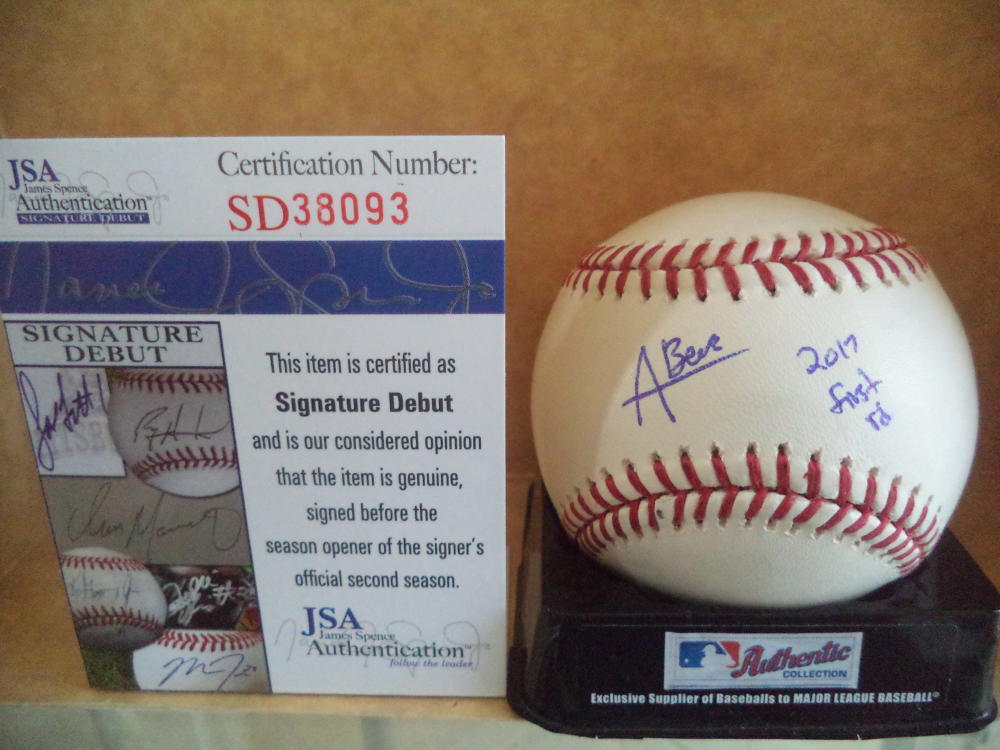 JSA
James Spence
Authentication™
SIGNATURE DEBUT
Certification Number:
SD38093
SIGNATURE
DEBUT
This item is certified as
Signature Debut
and is our considered opinion
that the item is genuine,
signed before the
season opener of the signer's
official second season.
JSA
James Spence
Authentication™
follow the leader
A Beck
2017
first
rd
Authentic
COLLECTION
Exclusive Supplier of Baseballs to MAJOR LEAGUE BASEBALL®